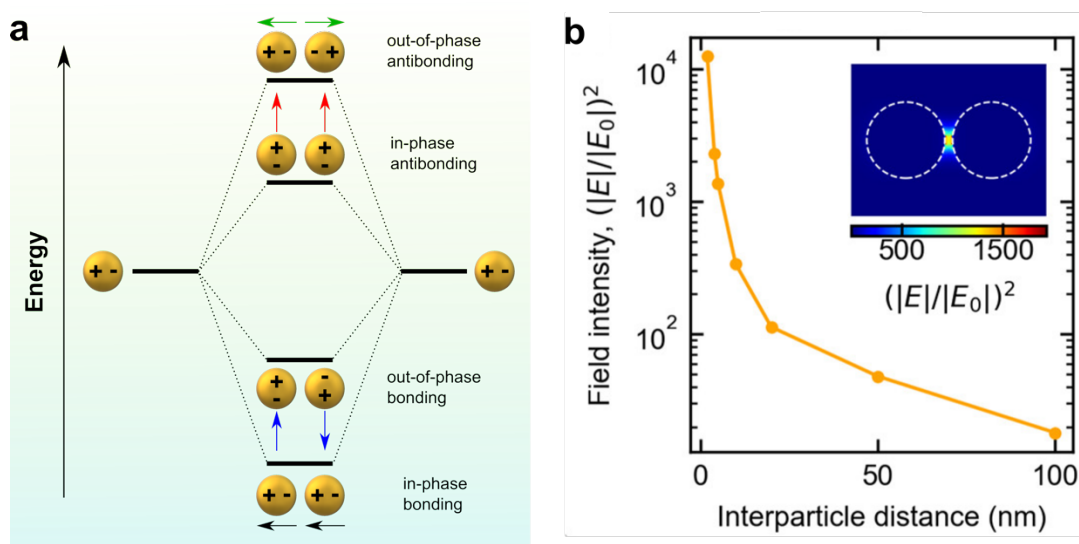 a
Energy
+ -
+ -
- +
out-of-phase
antibonding
+
-
+
-
in-phase
antibonding
+ -
+ -
+
-
-
+
out-of-phase
bonding
+ -
+ -
in-phase
bonding
b
Field intensity, (|E|/|E₀|)²
10⁴
10³
10²
500
1500
(|E|/|E₀|)²
0
50
100
Interparticle distance (nm)